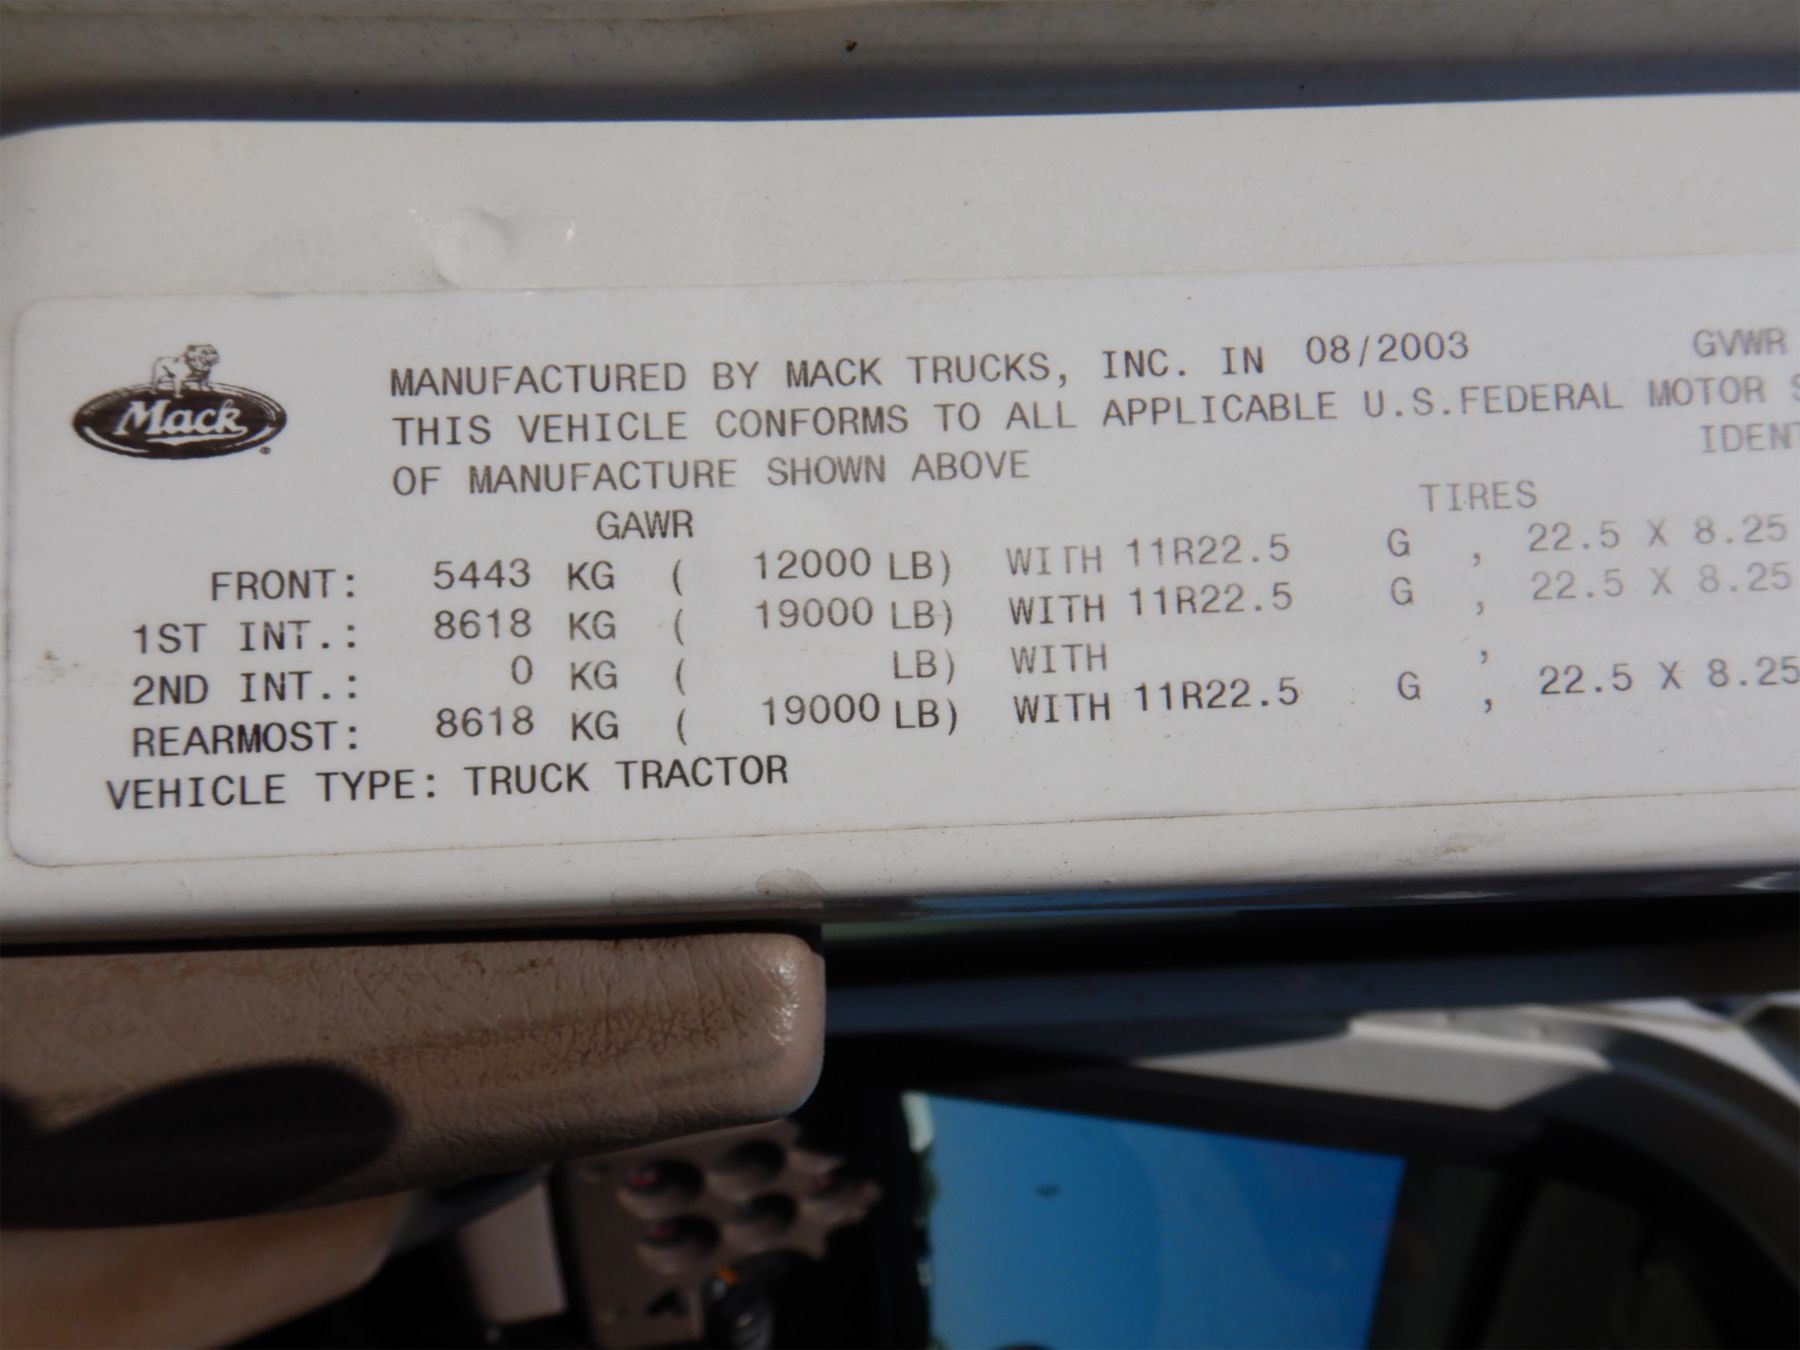 Mack
MANUFACTURED BY MACK TRUCKS, INC. IN 08/2003 GVWR
THIS VEHICLE CONFORMS TO ALL APPLICABLE U.S.FEDERAL MOTOR
OF MANUFACTURE SHOWN ABOVE
GAWR TIRES
FRONT: 5443 KG ( 12000 LB) WITH 11R22.5 G , 22.5 X 8.25
1ST INT.: 8618 KG ( 19000 LB) WITH 11R22.5 G , 22.5 X 8.25
2ND INT.: 0 KG ( LB) WITH ,
REARMOST: 8618 KG ( 19000 LB) WITH 11R22.5 G , 22.5 X 8.25
VEHICLE TYPE: TRUCK TRACTOR